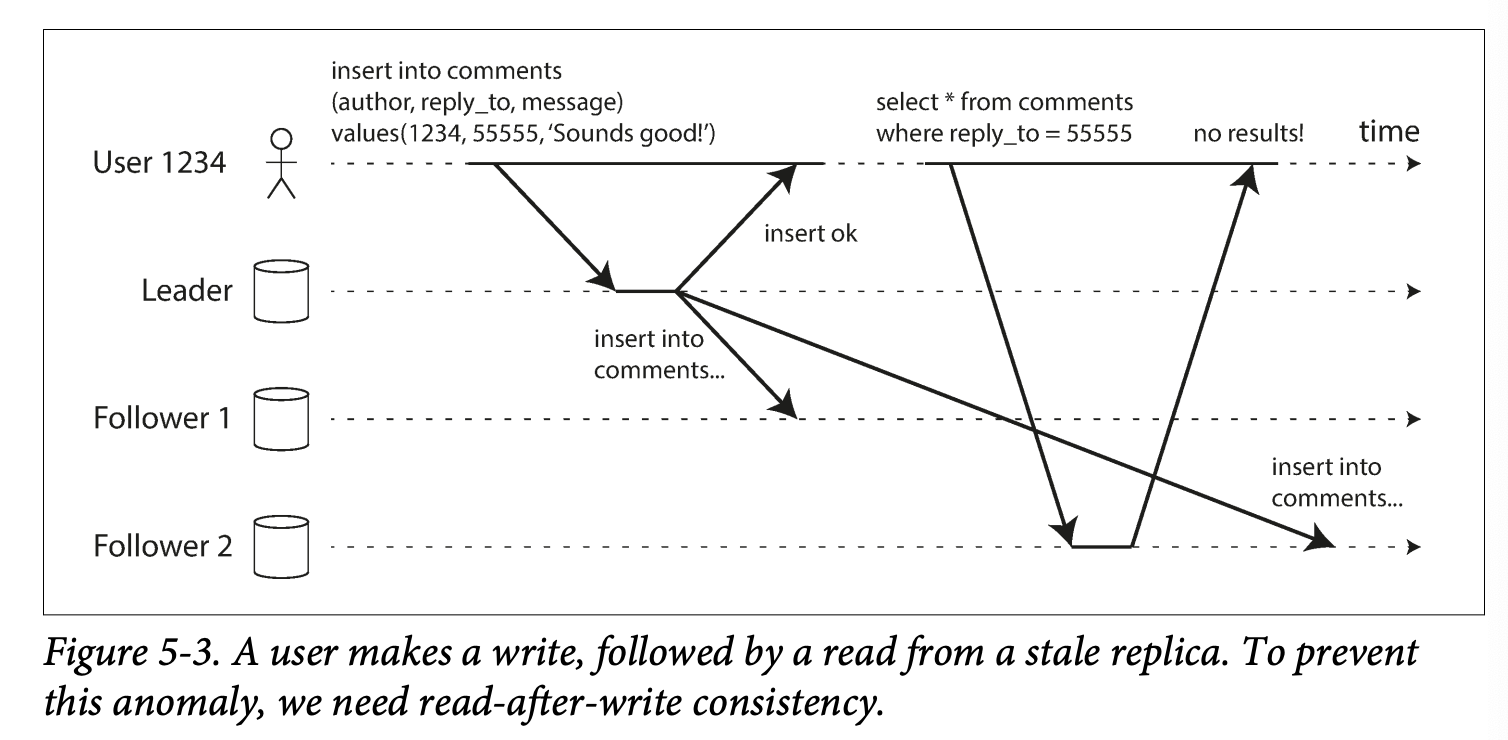 insert into comments
(author, reply_to, message)
values(1234, 55555, ‘Sounds good!’)
select * from comments
where reply_to = 55555
no results!
time
User 1234
insert ok
Leader
insert into
comments...
Follower 1
insert into
comments...
Follower 2
Figure 5-3. A user makes a write, followed by a read from a stale replica. To prevent
this anomaly, we need read-after-write consistency.